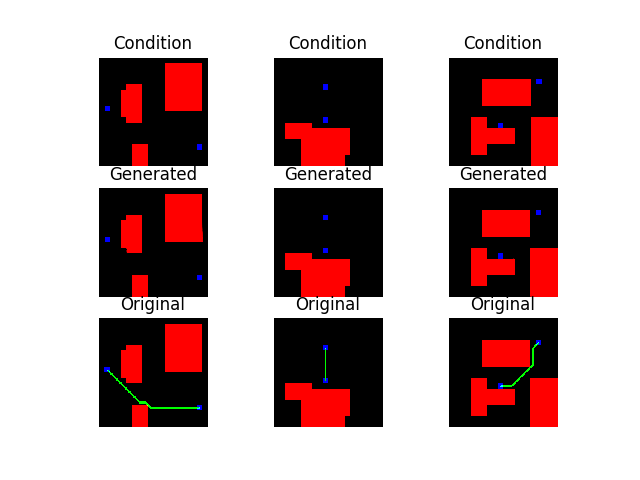 Condition Condition Condition
Generated Generated Generated
Original Original Original